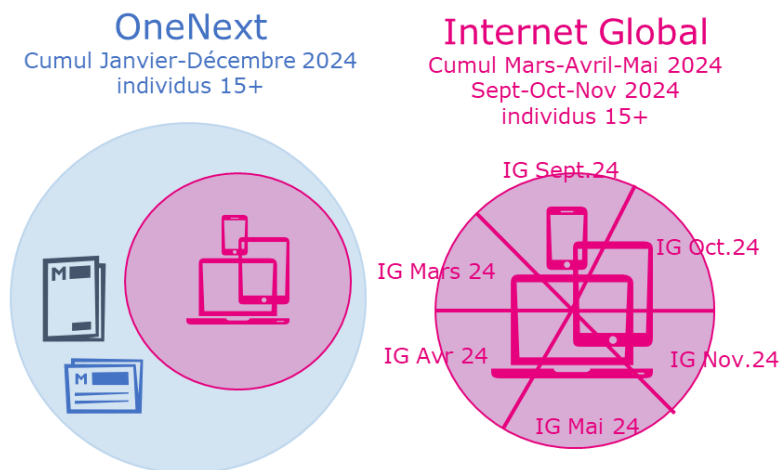 OneNext
Cumul Janvier-Décembre 2024
individus 15+
M
M
Internet Global
Cumul Mars-Avril-Mai 2024
Sept-Oct-Nov 2024
individus 15+
IG Sept.24
IG Oct.24
IG Mars 24
IG Avr 24
IG Nov.24
IG Mai 24